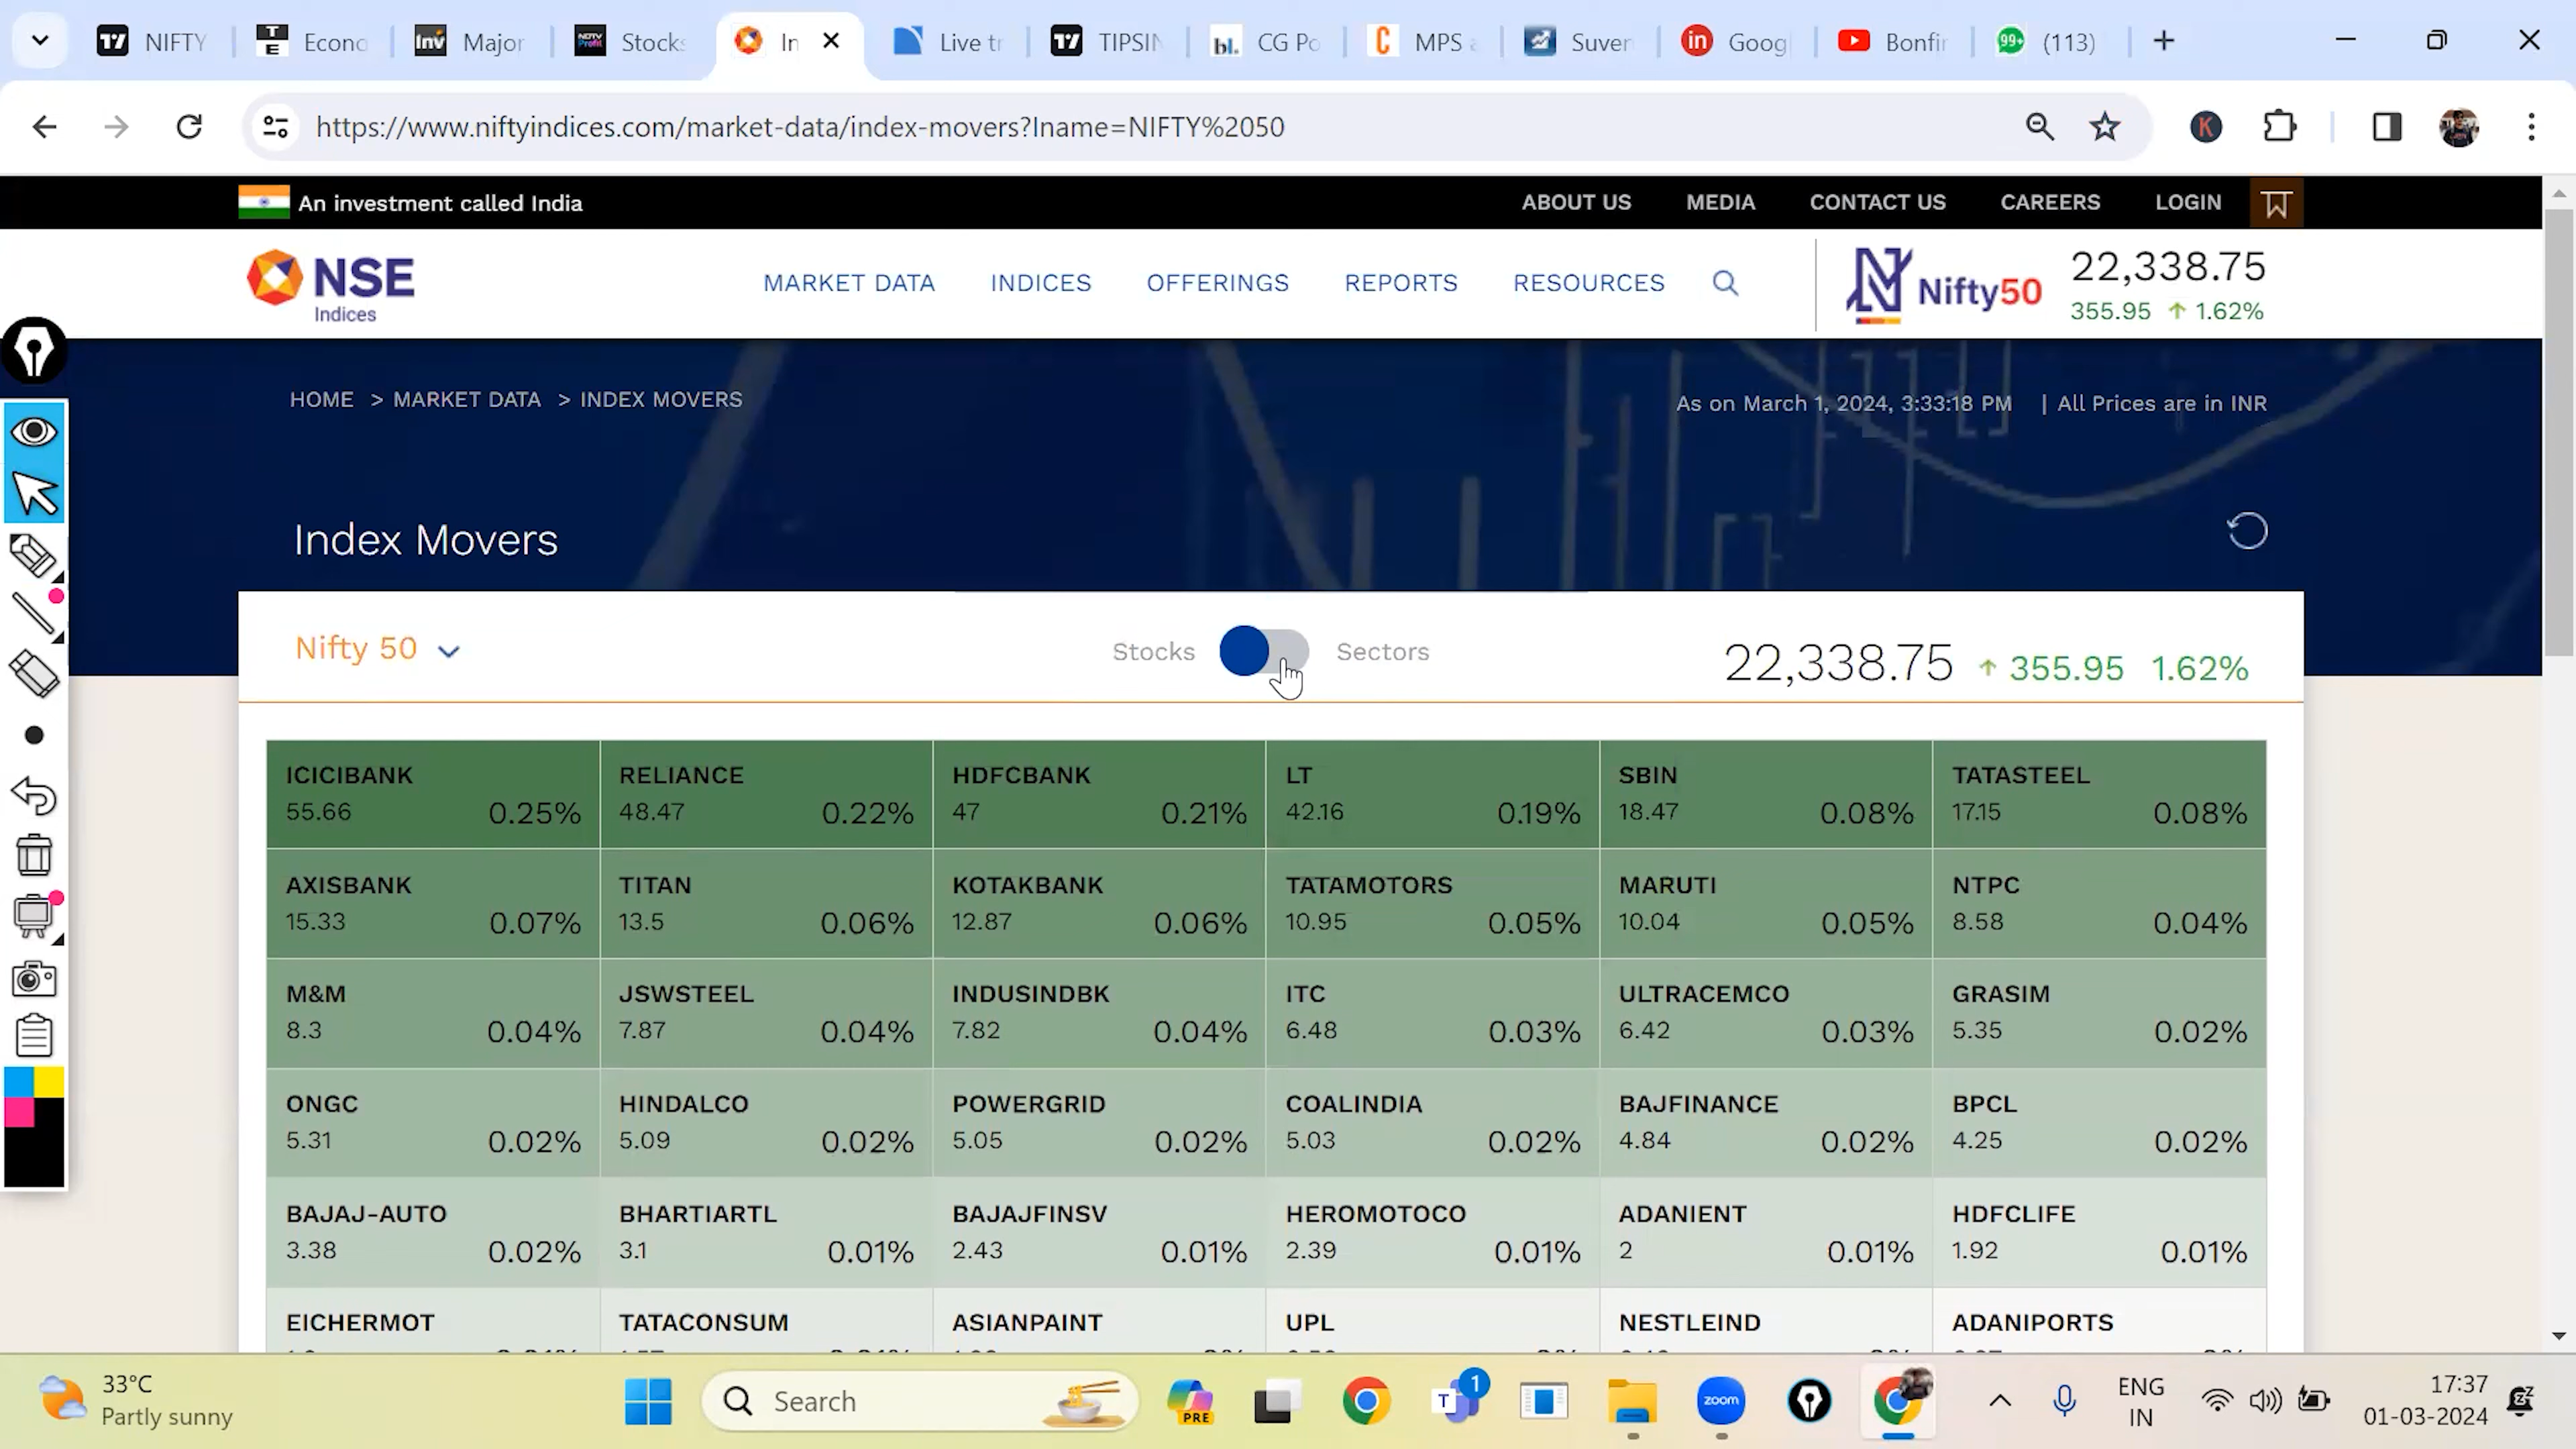 NIFTY
Econo
Major
Stocks
In
Live tr
TIPSIN
CG Po
MPS a
Suven
Googl
Bonfir
(113)
https://www.niftyindices.com/market-data/index-movers?Iname=NIFTY%2050
An investment called India
ABOUT US
MEDIA
CONTACT US
CAREERS
LOGIN
NSE
Indices
MARKET DATA
INDICES
OFFERINGS
REPORTS
RESOURCES
Nifty50
22,338.75
355.95 1.62%
HOME > MARKET DATA > INDEX MOVERS
As on March 1, 2024, 3:33:18 PM | All Prices are in INR
Index Movers
Nifty 50
Stocks
Sectors
22,338.75 355.95 1.62%
ICICIBANK
55.66 0.25%
RELIANCE
48.47 0.22%
HDFCBANK
47 0.21%
LT
42.16 0.19%
SBIN
18.47 0.08%
TATASTEEL
17.15 0.08%
AXISBANK
15.33 0.07%
TITAN
13.5 0.06%
KOTAKBANK
12.87 0.06%
TATAMOTORS
10.95 0.05%
MARUTI
10.04 0.05%
NTPC
8.58 0.04%
M&M
8.3 0.04%
JSWSTEEL
7.87 0.04%
INDUSINDBK
7.82 0.04%
ITC
6.48 0.03%
ULTRACEMCO
6.42 0.03%
GRASIM
5.35 0.02%
ONGC
5.31 0.02%
HINDALCO
5.09 0.02%
POWERGRID
5.05 0.02%
COALINDIA
5.03 0.02%
BAJFINANCE
4.84 0.02%
BPCL
4.25 0.02%
BAJAJ-AUTO
3.38 0.02%
BHARTIARTL
3.1 0.01%
BAJAJFINSV
2.43 0.01%
HEROMOTOCO
2.39 0.01%
ADANIENT
2 0.01%
HDFCLIFE
1.92 0.01%
EICHERMOT
TATACONSUM
ASIANPAINT
UPL
NESTLEIND
ADANIPORTS
33°C
Partly sunny
Search
PRE
1
zoom
ENG
IN
17:37
01-03-2024